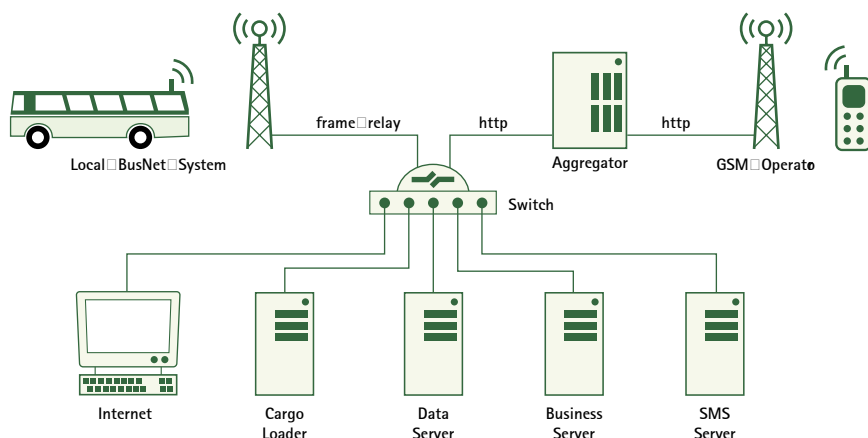 frame relay
http
http
Local BusNet System
Aggregator
GSM Operator
Switch
Internet
Cargo
Loader
Data
Server
Business
Server
SMS
Server